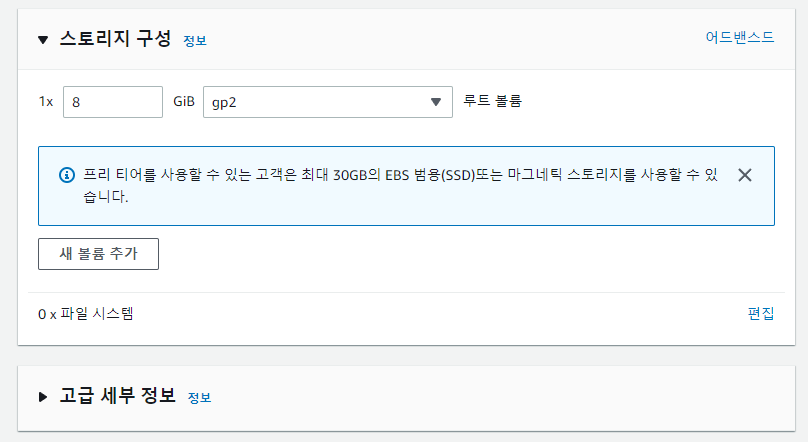 스토리지 구성 정보 어드밴스드
1x 8 GiB gp2 루트 볼륨
프리 티어를 사용할 수 있는 고객은 최대 30GB의 EBS 범용(SSD)또는 마그네틱 스토리지를 사용할 수 있
습니다.
새 볼륨 추가
0 x 파일 시스템 편집
고급 세부 정보 정보